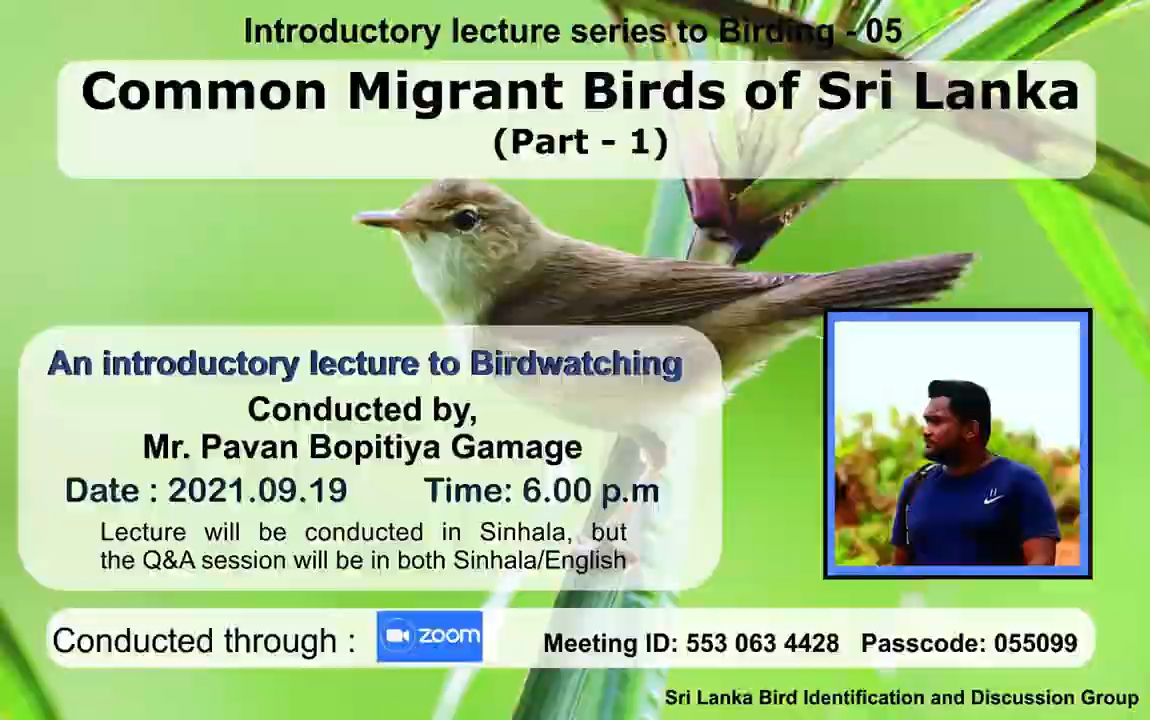 Introductory lecture series to Birding - 05
Common Migrant Birds of Sri Lanka
(Part - 1)
An introductory lecture to Birdwatching
Conducted by,
Mr. Pavan Bopitiya Gamage
Date : 2021.09.19 Time: 6.00 p.m
Lecture will be conducted in Sinhala, but
the Q&A session will be in both Sinhala/English
Conducted through : zoom Meeting ID: 553 063 4428 Passcode: 055099
Sri Lanka Bird Identification and Discussion Group